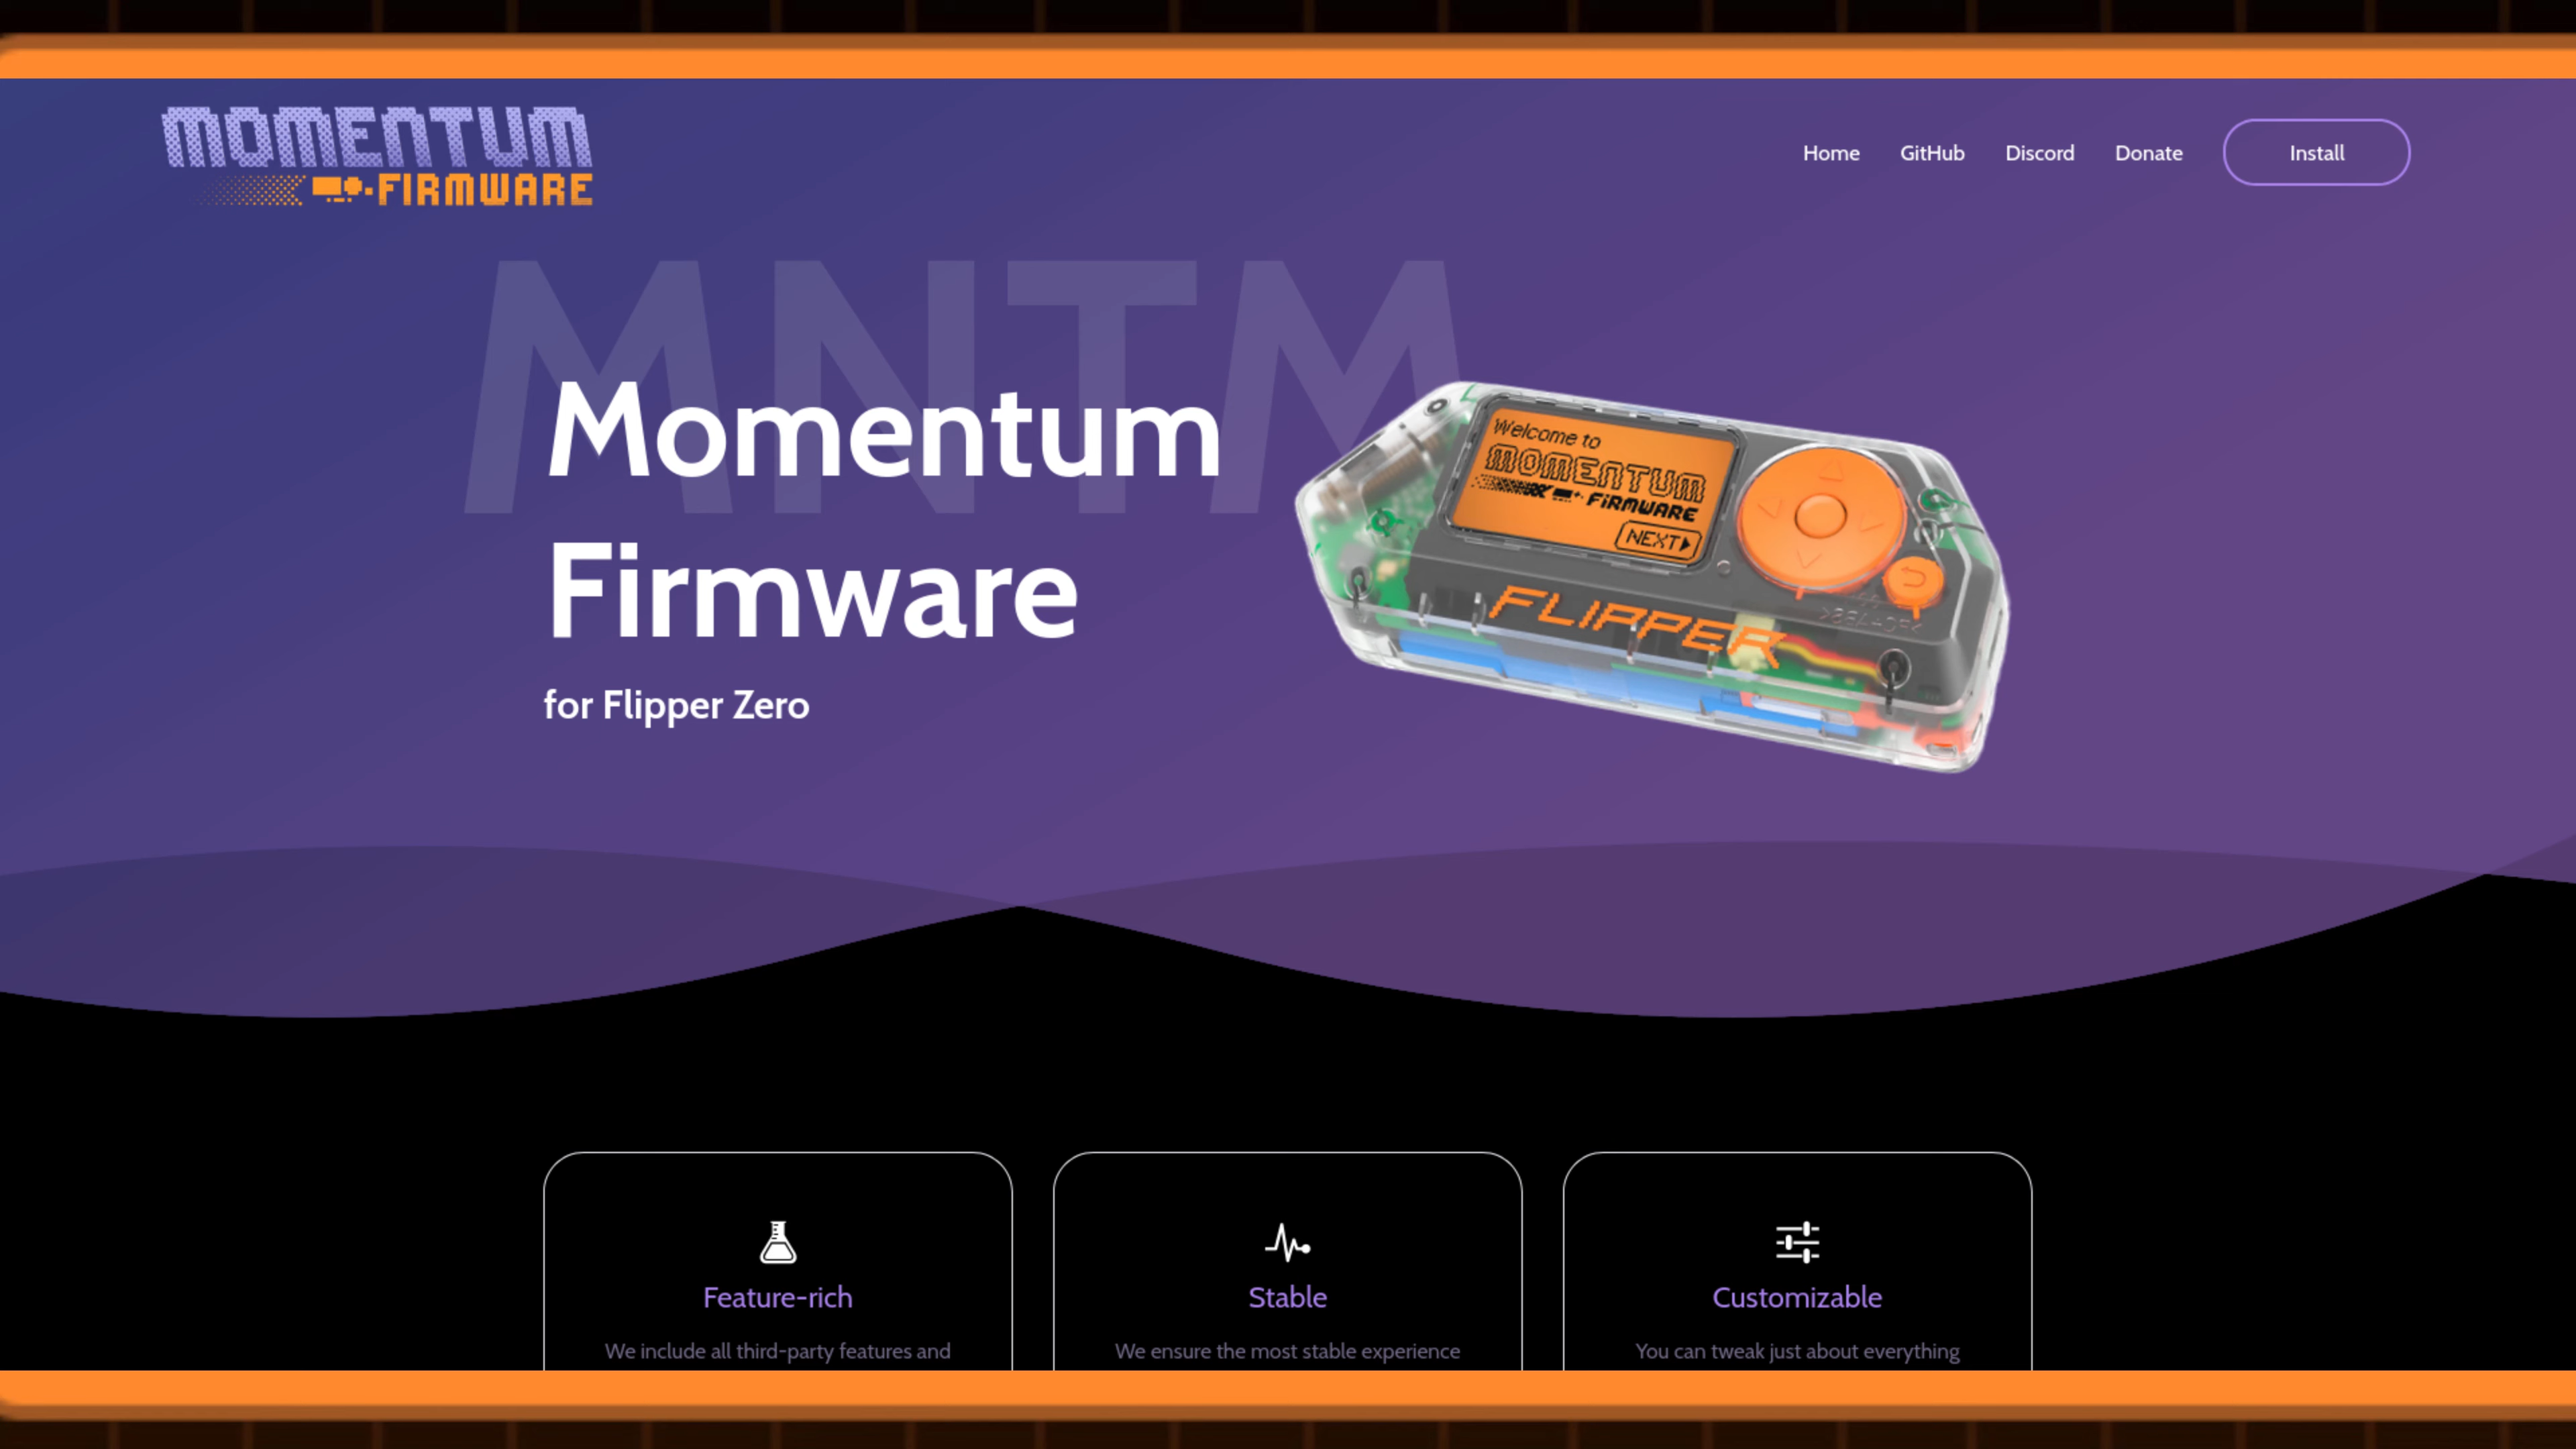 MOMENTUM
FIRMWARE
Home GitHub Discord Donate Install
MNTM
Momentum
Firmware
for Flipper Zero
Welcome to
MOMENTUM
FIRMWARE
NEXT
FLIPPER
Feature-rich
We include all third-party features and
Stable
We ensure the most stable experience
Customizable
You can tweak just about everything